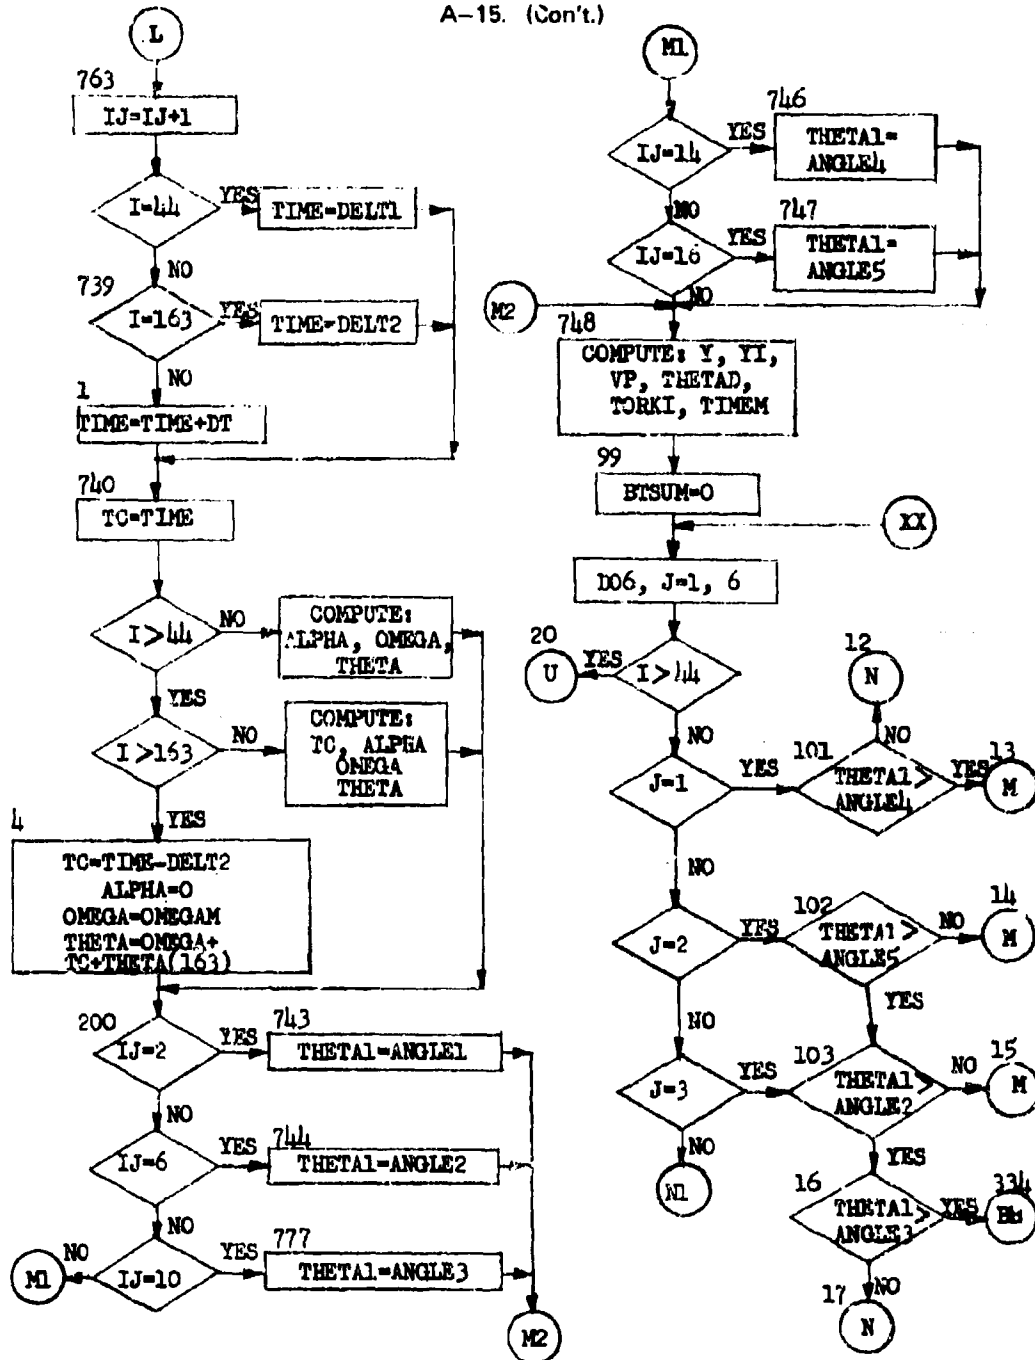 A-15. (Con't.)
L
763
IJ=IJ+1
I=44
YES
TIME=DELT1
NO
739
I=163
YES
TIME=DELT2
NO
1
TIME=TIME+DT
740
TC=TIME
I>44
NO
COMPUTE:
ALPHA, OMEGA,
THETA
YES
I>163
NO
COMPUTE:
TC, ALPHA
OMEGA
THETA
YES
4
TC=TIME-DELT2
ALPHA=0
OMEGA=OMEGAM
THETA=OMEGA+
TC+THETA(163)
200
IJ=2
YES
743
THETA1=ANGLE1
NO
IJ=6
YES
744
THETA1=ANGLE2
NO
IJ=10
NO
M1
YES
777
THETA1=ANGLE3
M2
M1
IJ=14
YES
746
THETA1=
ANGLE4
NO
IJ=16
YES
747
THETA1=
ANGLE5
NO
M2
748
COMPUTE: Y, YI,
VP, THETAD,
TORKI, TIMEM
99
BTSUM=0
XX
DO6, J=1, 6
I>44
YES
20
U
NO
J=1
YES
101
THETA1>
ANGLE4
NO
12
N
YES
13
M
NO
J=2
YES
102
THETA1>
ANGLE5
NO
14
M
YES
NO
J=3
YES
103
THETA1>
ANGLE2
NO
15
M
YES
NO
N1
16
THETA1>
ANGLE3
YES
334
NO
17
N